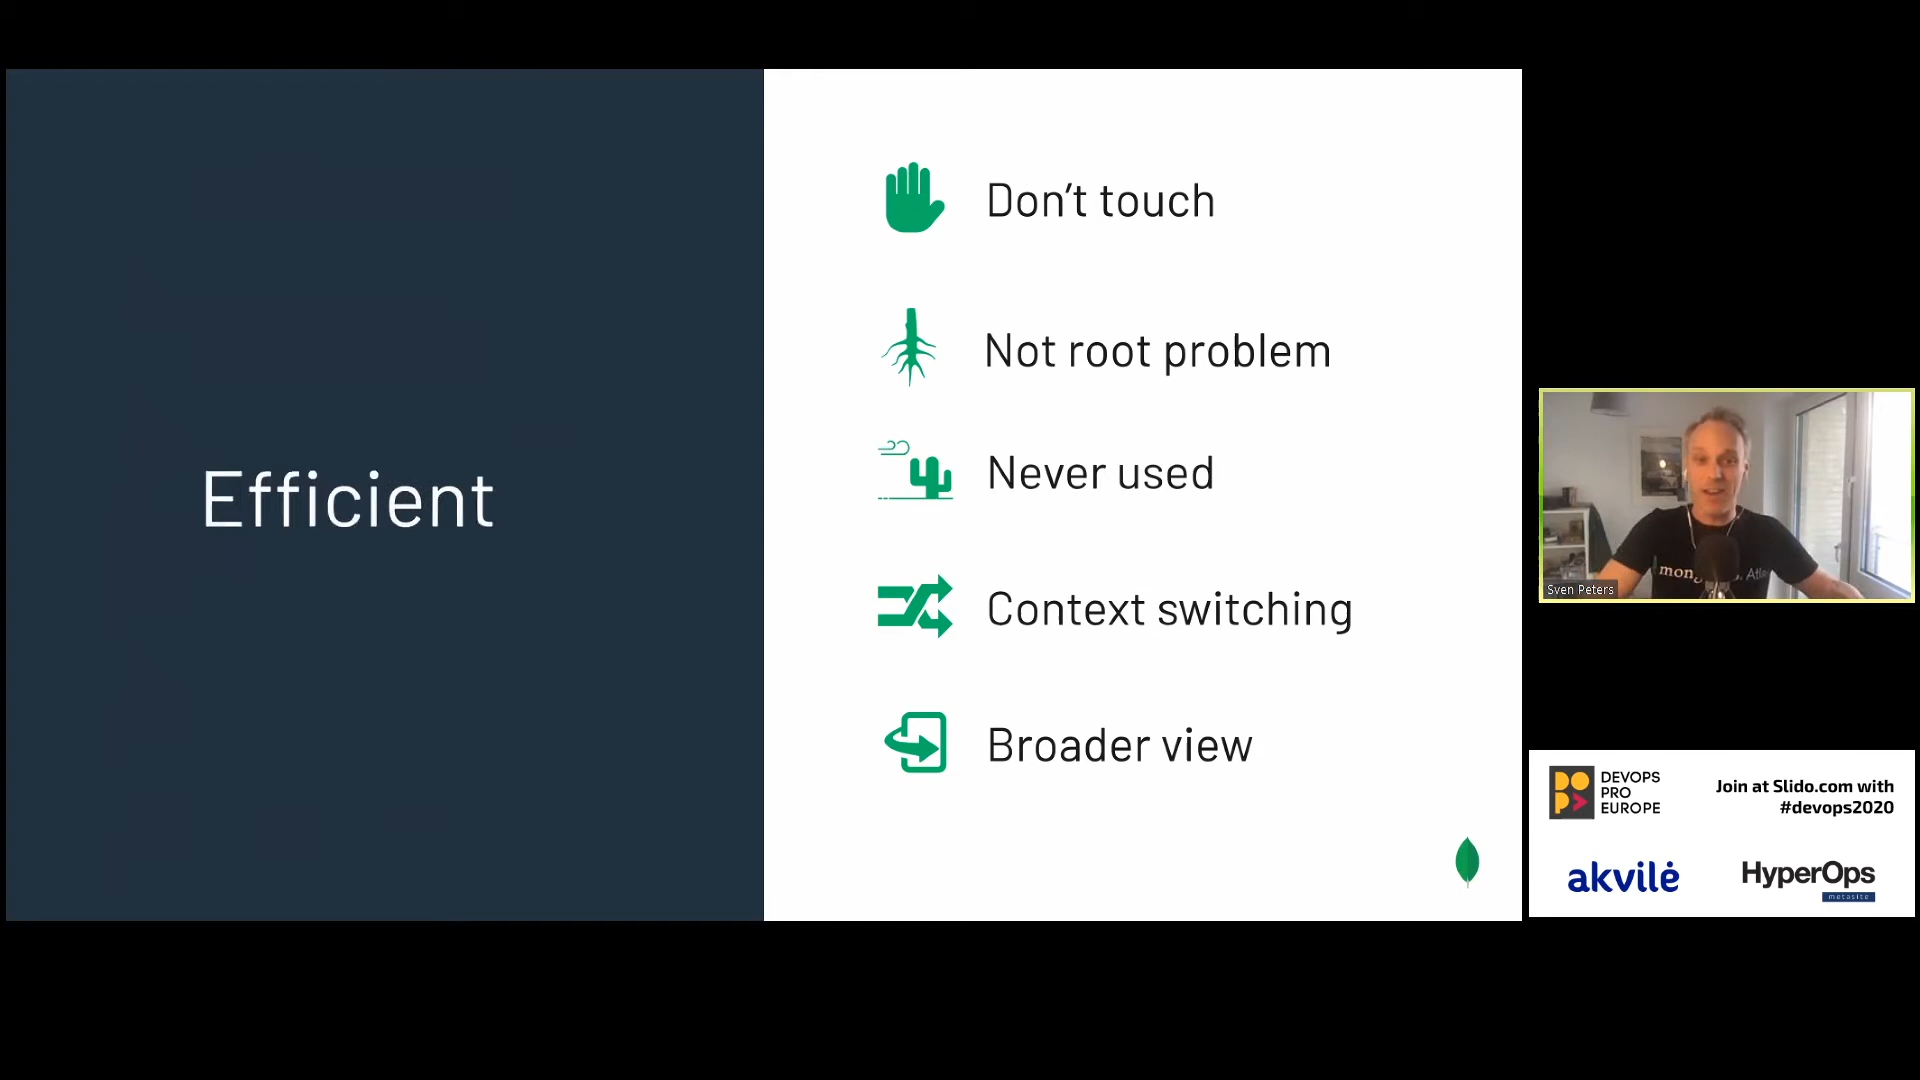 Efficient
Don't touch
Not root problem
Never used
Context switching
Broader view
Sven Peters
DEVOPS
PRO
EUROPE
Join at Slido.com with
#devops2020
akvilė
HyperOps
metasite